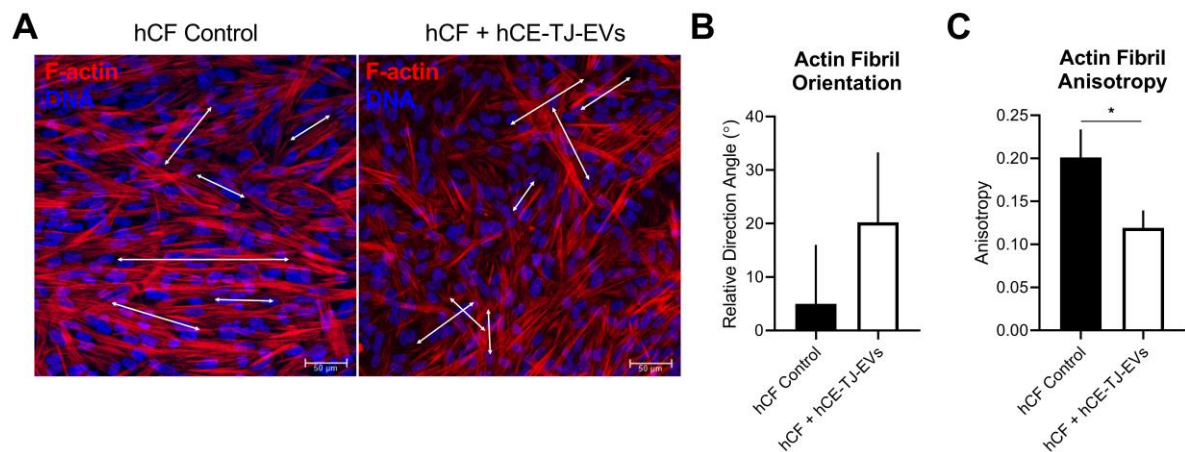 A
hCF Control
hCF + hCE-TJ-EVs
F-actin
DNA
50 µm
F-actin
DNA
50 µm
B
Actin Fibril
Orientation
Relative Direction Angle (°)
40
30
20
10
0
hCF Control
hCF + hCE-TJ-EVs
C
Actin Fibril
Anisotropy
Anisotropy
0.25
0.20
0.15
0.10
0.05
0.00
*
hCF Control
hCF + hCE-TJ-EVs